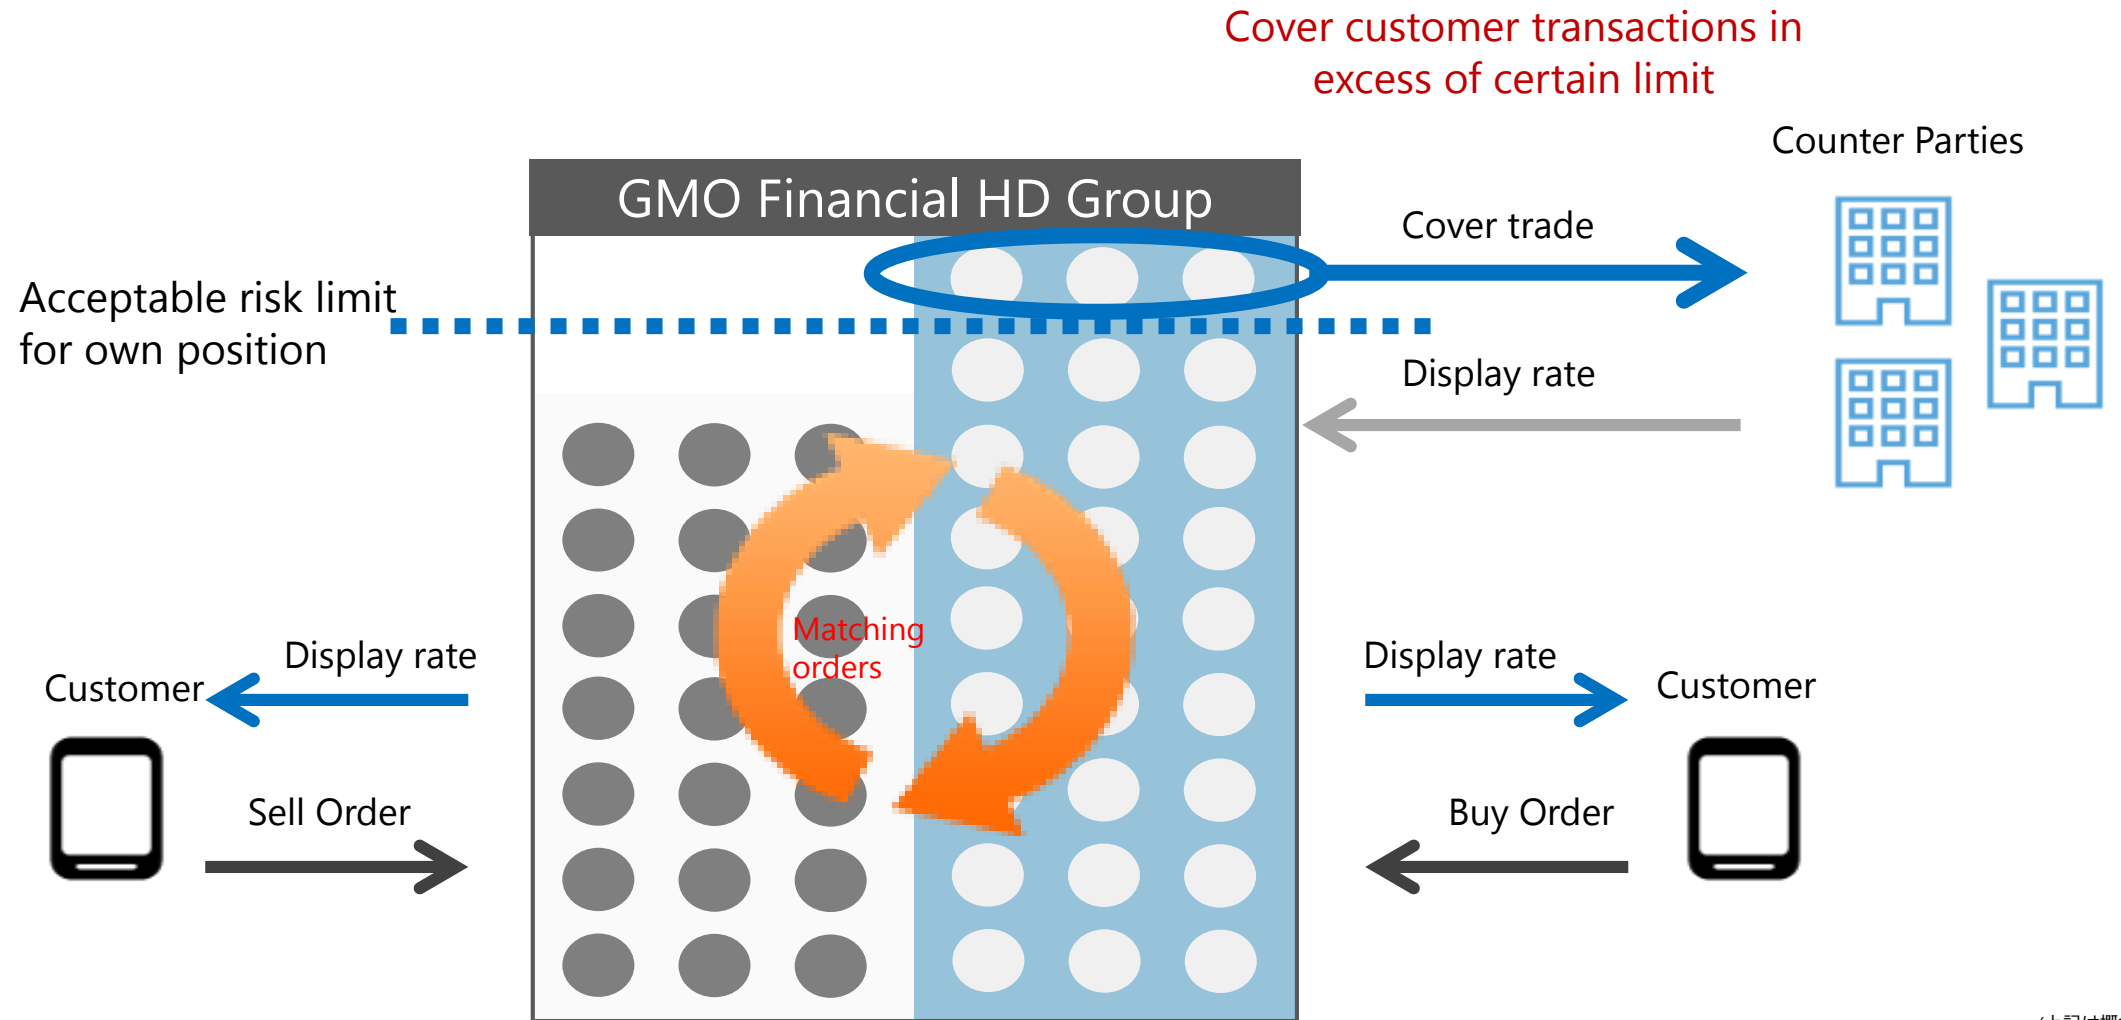 Cover customer transactions in
excess of certain limit
Counter Parties
GMO Financial HD Group
Cover trade
Acceptable risk limit
for own position
Display rate
Matching
orders
Display rate
Customer
Sell Order
Display rate
Customer
Buy Order